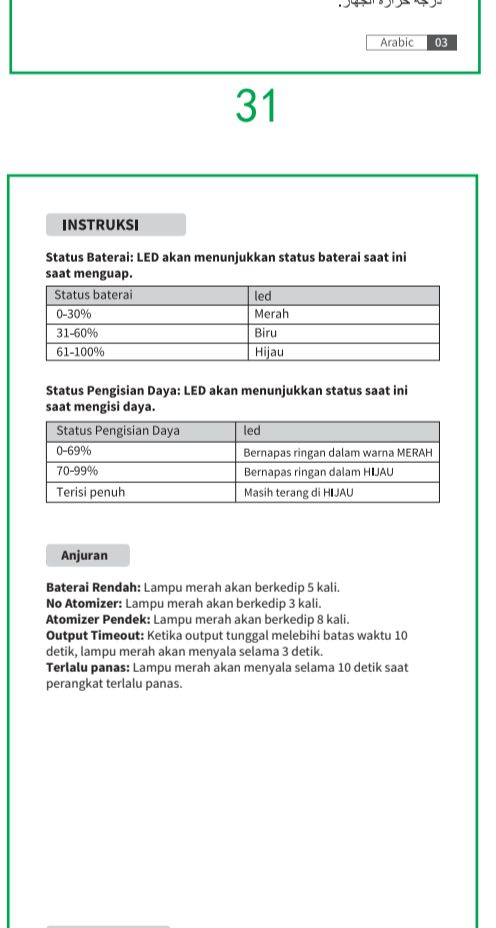 درجة حرارة الجهاز.
Arabic 03
31
INSTRUKSI
Status Baterai: LED akan menunjukkan status baterai saat ini
saat menguap.
Status baterai led
0-30% Merah
31-60% Biru
61-100% Hijau
Status Pengisian Daya: LED akan menunjukkan status saat ini
saat mengisi daya.
Status Pengisian Daya led
0-69% Bernapas ringan dalam warna MERAH
70-99% Bernapas ringan dalam HIJAU
Terisi penuh Masih terang di HIJAU
Anjuran
Baterai Rendah: Lampu merah akan berkedip 5 kali.
No Atomizer: Lampu merah akan berkedip 3 kali.
Atomizer Pendek: Lampu merah akan berkedip 8 kali.
Output Timeout: Ketika output tunggal melebihi batas waktu 10
detik, lampu merah akan menyala selama 3 detik.
Terlalu panas: Lampu merah akan menyala selama 10 detik saat
perangkat terlalu panas.